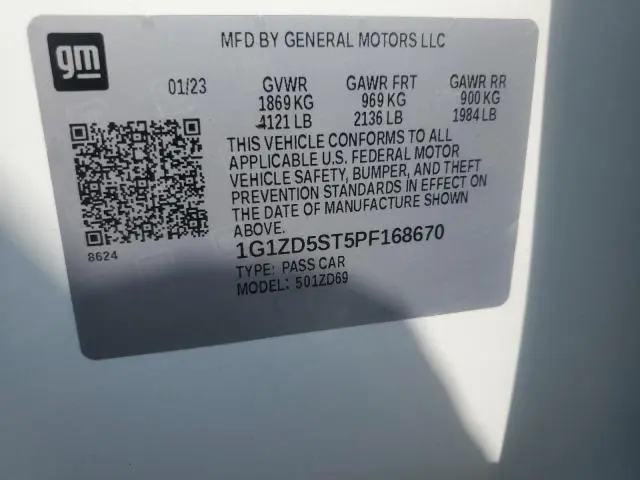 gm
MFD BY GENERAL MOTORS LLC
01/23 GVWR GAWR FRT GAWR RR
1869 KG 969 KG 900 KG
4121 LB 2136 LB 1984 LB
THIS VEHICLE CONFORMS TO ALL
APPLICABLE U.S. FEDERAL MOTOR
VEHICLE SAFETY, BUMPER, AND THEFT
PREVENTION STANDARDS IN EFFECT ON
THE DATE OF MANUFACTURE SHOWN
ABOVE.
8624
1G1ZD5ST5PF168670
TYPE: PASS CAR
MODEL: 501ZD69